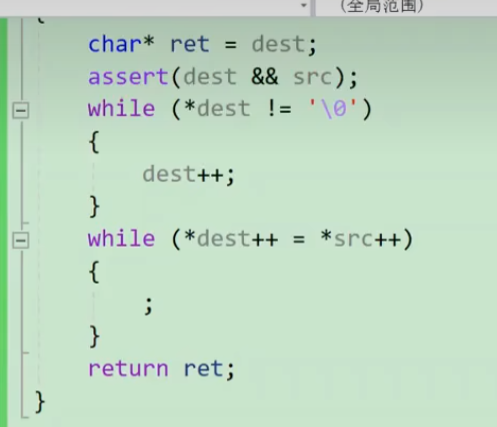 (全局范围)
{
char* ret = dest;
assert(dest && src);
while (*dest != '\0')
{
dest++;
}
while (*dest++ = *src++)
{
;
}
return ret;
}